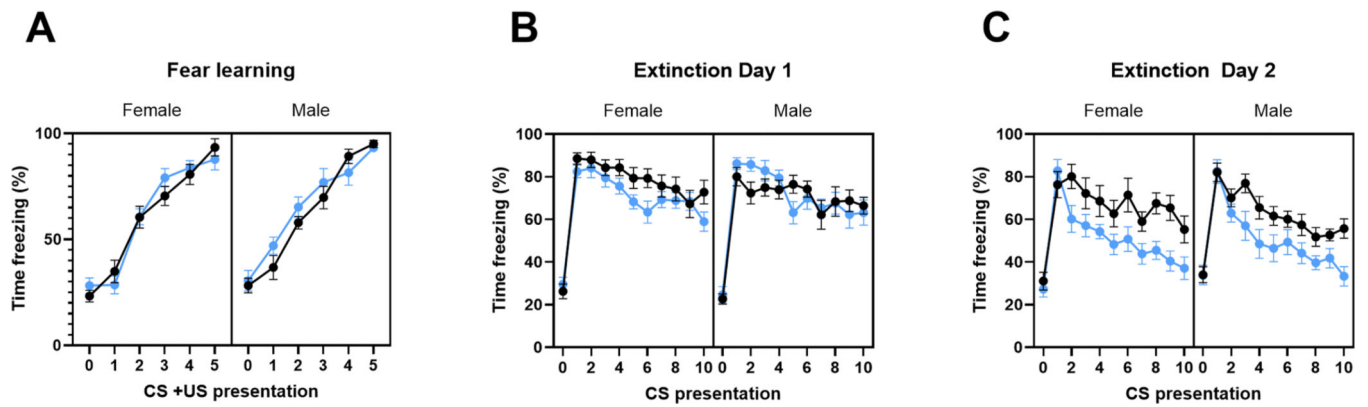 A
B
C
Fear learning
Extinction Day 1
Extinction Day 2
Female Male
Female Male
Female Male
Time freezing (%)
100
50
0
0 1 2 3 4 5 0 1 2 3 4 5
CS +US presentation
Time freezing (%)
100
80
60
40
20
0
0 2 4 6 8 10 0 2 4 6 8 10
CS presentation
Time freezing (%)
100
80
60
40
20
0
0 2 4 6 8 10 0 2 4 6 8 10
CS presentation